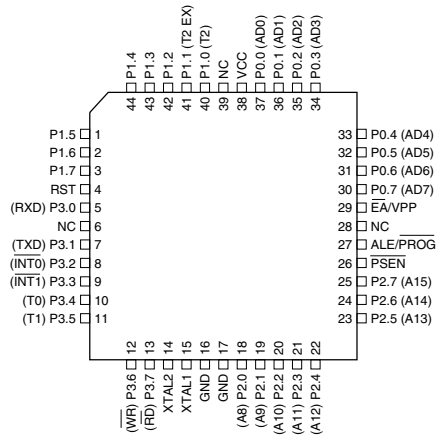 P1.4
P1.3
P1.2
P1.1 (T2 EX)
P1.0 (T2)
NC
VCC
P0.0 (AD0)
P0.1 (AD1)
P0.2 (AD2)
P0.3 (AD3)
44
43
42
41
40
39
38
37
36
35
34
P1.5 1
P1.6 2
P1.7 3
RST 4
(RXD) P3.0 5
NC 6
(TXD) P3.1 7
(INT0) P3.2 8
(INT1) P3.3 9
(T0) P3.4 10
(T1) P3.5 11
33 P0.4 (AD4)
32 P0.5 (AD5)
31 P0.6 (AD6)
30 P0.7 (AD7)
29 EA/VPP
28 NC
27 ALE/PROG
26 PSEN
25 P2.7 (A15)
24 P2.6 (A14)
23 P2.5 (A13)
12
13
14
15
16
17
18
19
20
21
22
(WR) P3.6
(RD) P3.7
XTAL2
XTAL1
GND
GND
(A8) P2.0
(A9) P2.1
(A10) P2.2
(A11) P2.3
(A12) P2.4